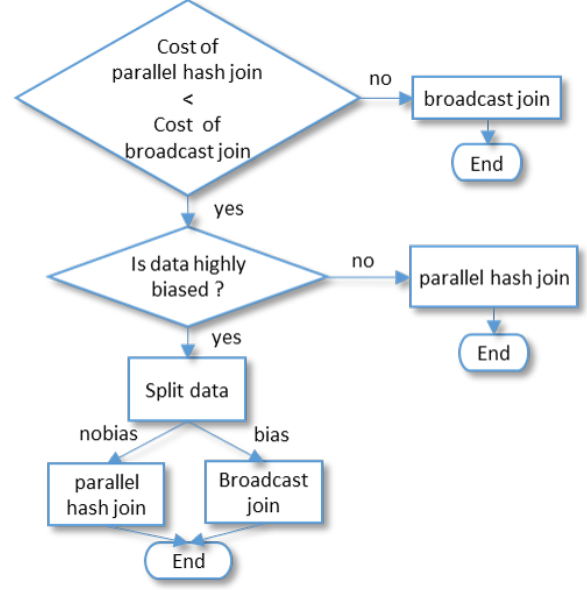 Cost of
parallel hash join
<
Cost of
broadcast join
no
broadcast join
End
yes
Is data highly
biased ?
no
parallel hash join
End
yes
Split data
nobias
bias
parallel
hash join
Broadcast
join
End